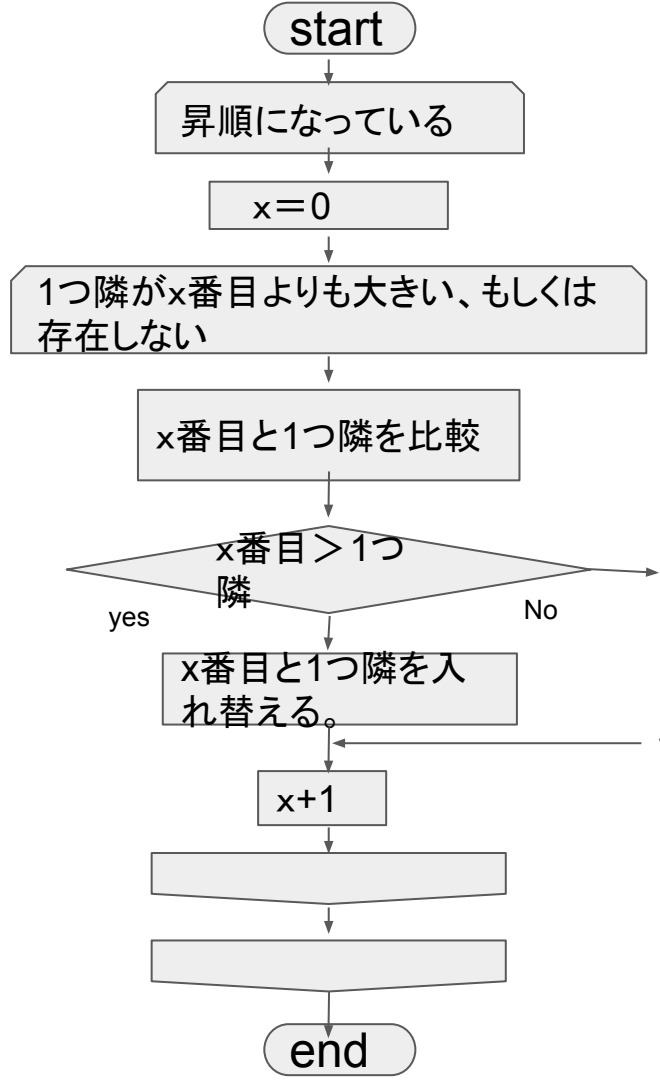 start
昇順になっている
x＝0
1つ隣がx番目よりも大きい、もしくは
存在しない
x番目と1つ隣を比較
x番目＞1つ
隣
yes
No
x番目と1つ隣を入
れ替える。
x+1
end